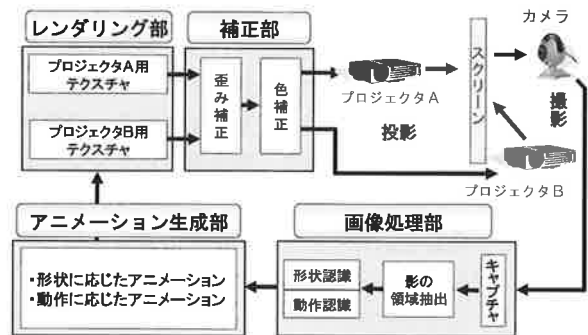 レンダリング部
プロジェクタA用
テクスチャ
プロジェクタB用
テクスチャ
補正部
歪み補正
色補正
プロジェクタA
投影
スクリーン
カメラ
撮影
プロジェクタB
アニメーション生成部
・形状に応じたアニメーション
・動作に応じたアニメーション
画像処理部
形状認識
動作認識
影の
領域抽出
キャプチャ